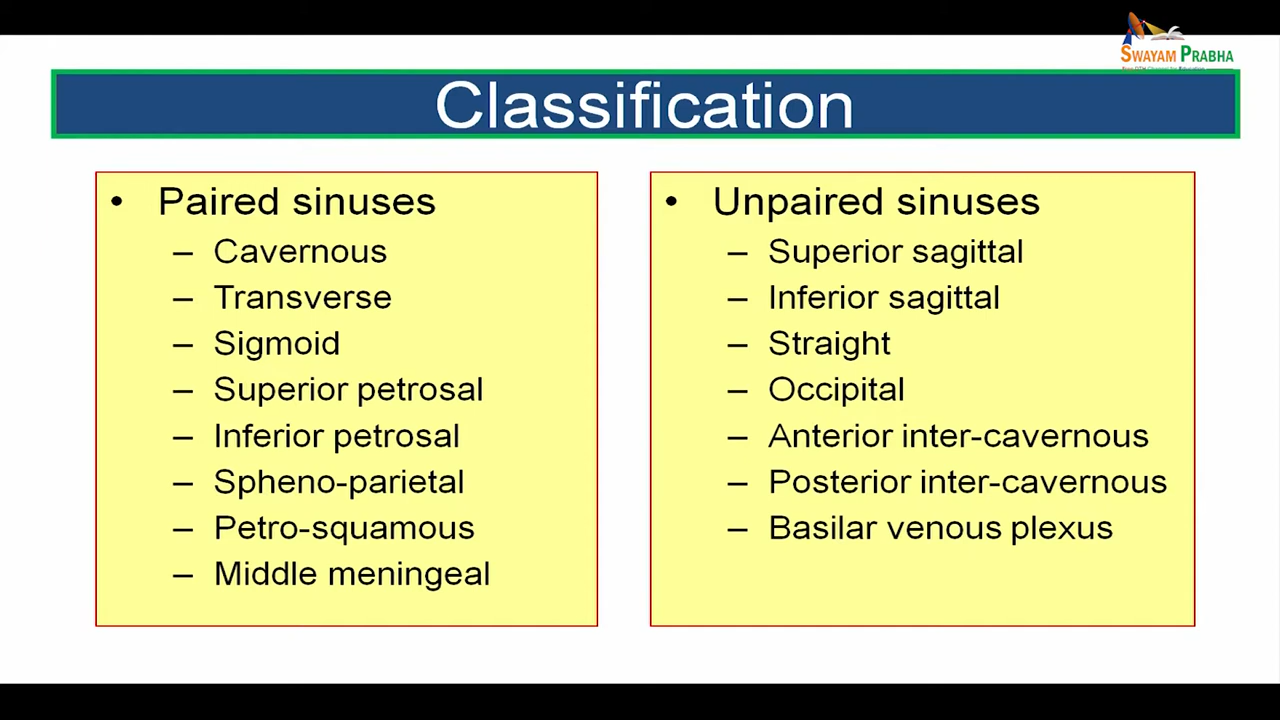 SWAYAM PRABHA
Classification
• Paired sinuses
– Cavernous
– Transverse
– Sigmoid
– Superior petrosal
– Inferior petrosal
– Spheno-parietal
– Petro-squamous
– Middle meningeal
• Unpaired sinuses
– Superior sagittal
– Inferior sagittal
– Straight
– Occipital
– Anterior inter-cavernous
– Posterior inter-cavernous
– Basilar venous plexus